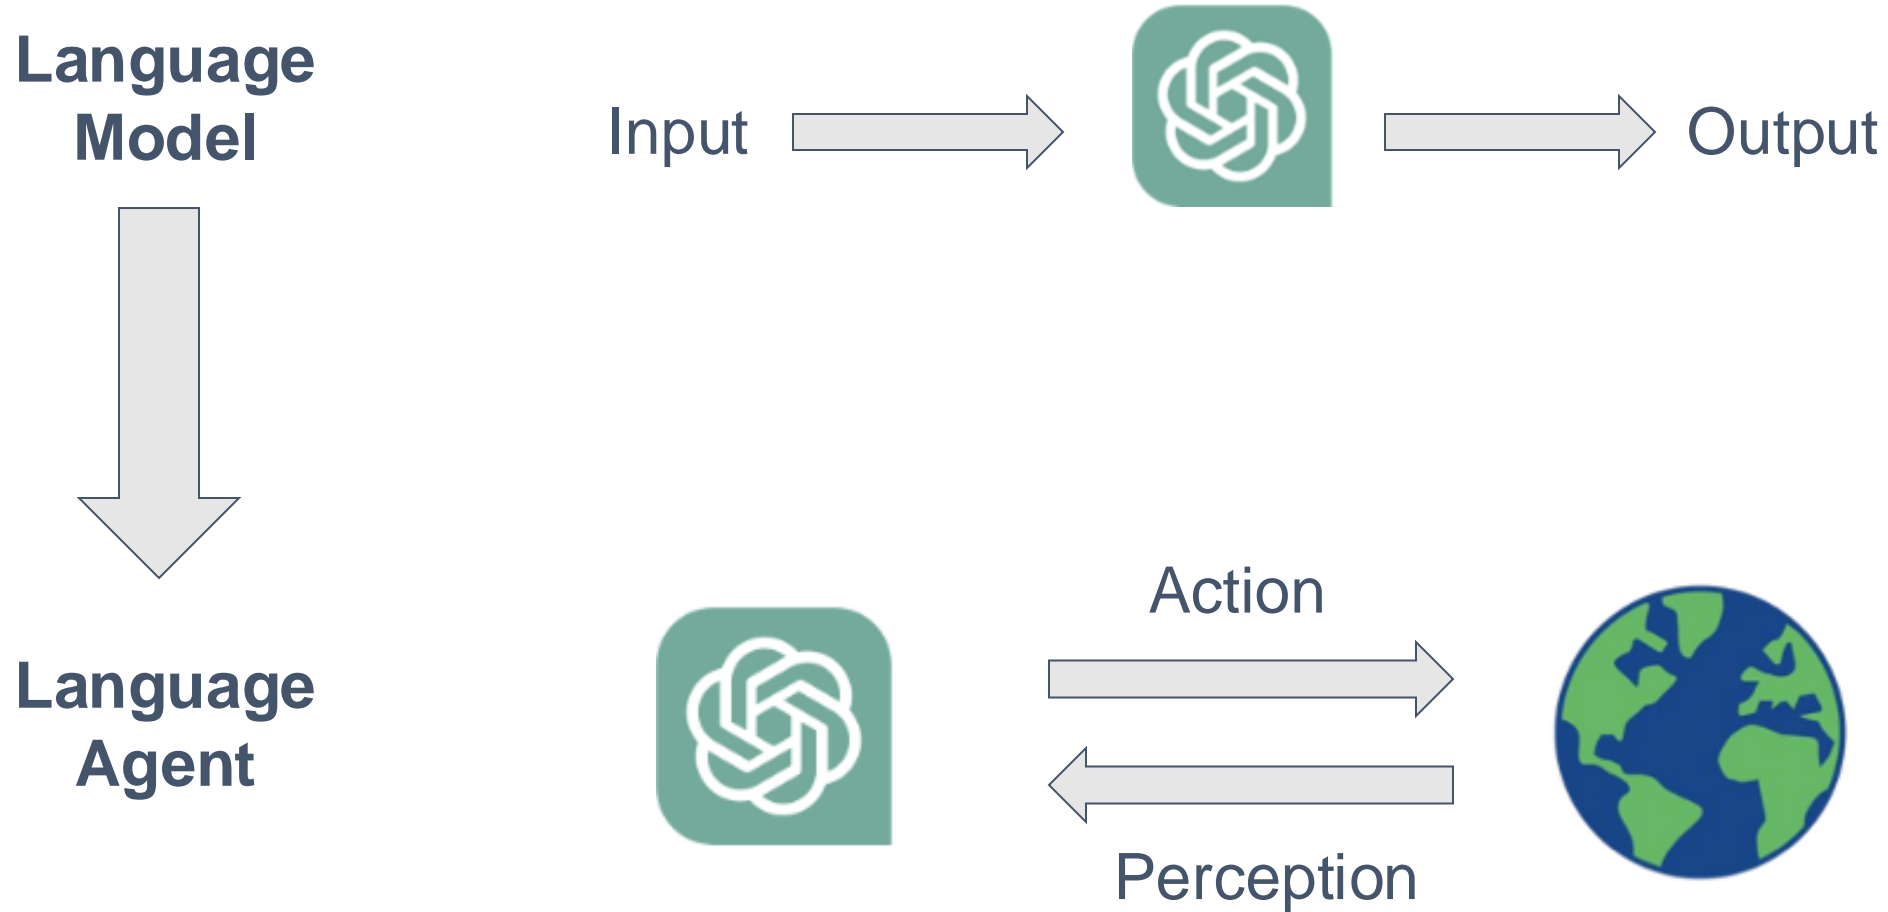 Language
Model
Input
Output
Language
Agent
Action
Perception